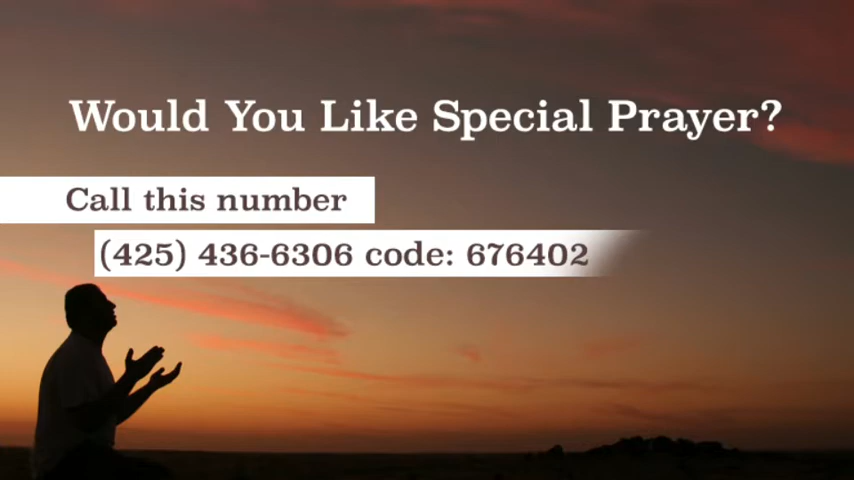 Would You Like Special Prayer?
Call this number
(425) 436-6306 code: 676402